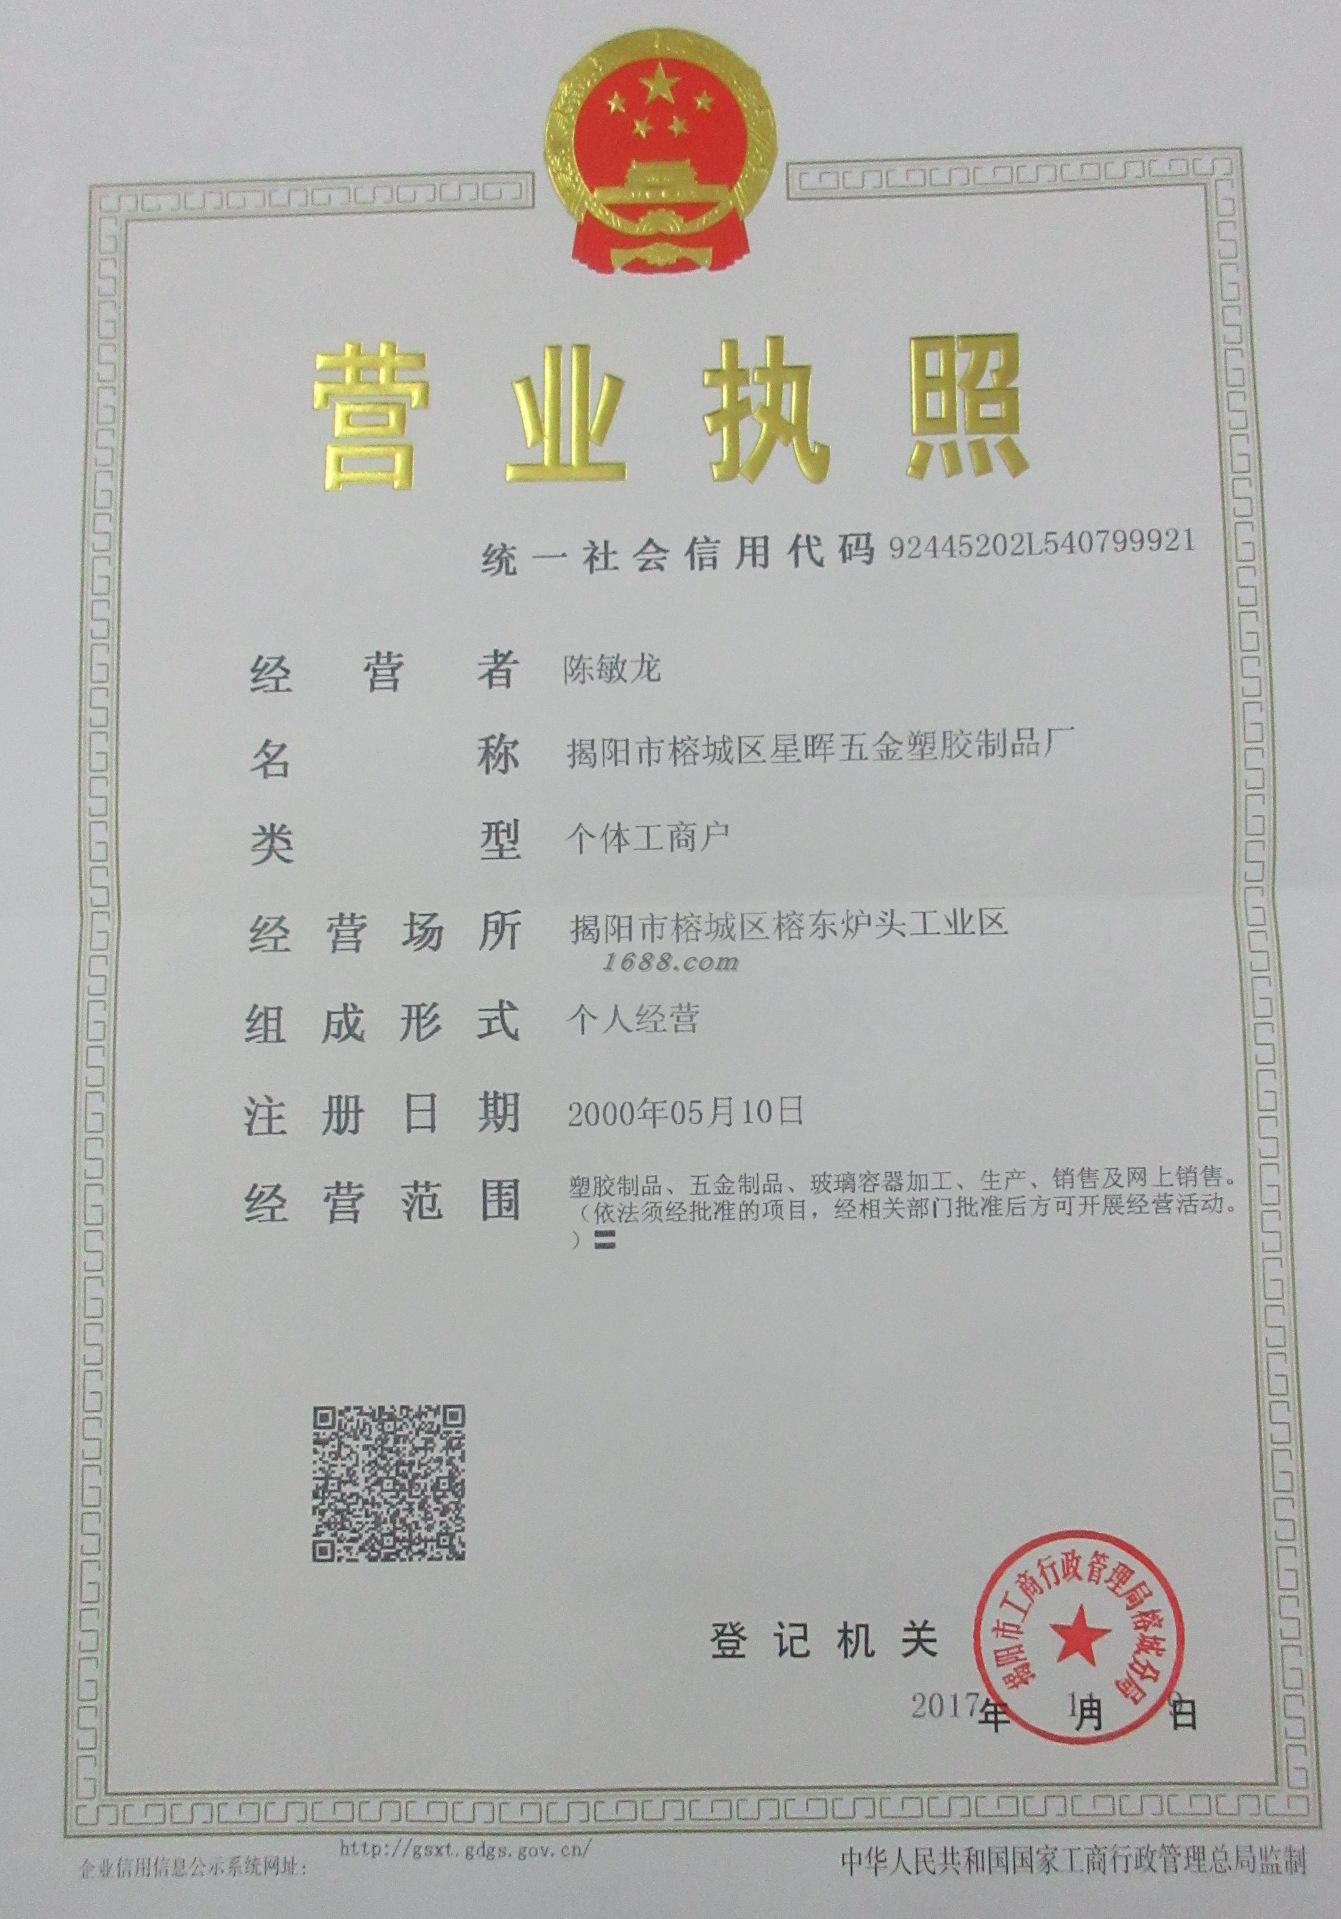 营业执照
统一社会信用代码 92445202L540799921
经营者 陈敏龙
名称 揭阳市榕城区星晖五金塑胶制品厂
类型 个体工商户
经营场所 揭阳市榕城区榕东炉头工业区
1688.com
组成形式 个人经营
注册日期 2000年05月10日
经营范围 塑胶制品、五金制品、玻璃容器加工、生产、销售及网上销售。
（依法须经批准的项目，经相关部门批准后方可开展经营活动。
）〓
揭阳市工商行政管理局榕城分局
登记机关
2017年11月9日
企业信用信息公示系统网址： http://gsxt.gdgs.gov.cn/
中华人民共和国国家工商行政管理总局监制